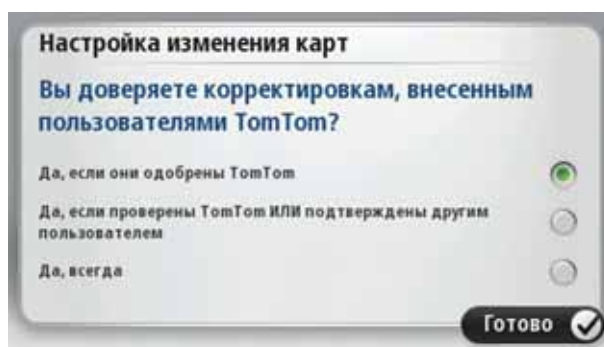 Настройка изменения карт
Вы доверяете корректировкам, внесенным
пользователями TomTom?
Да, если они одобрены TomTom
Да, если проверены TomTom ИЛИ подтверждены другим
пользователем
Да, всегда
Готово